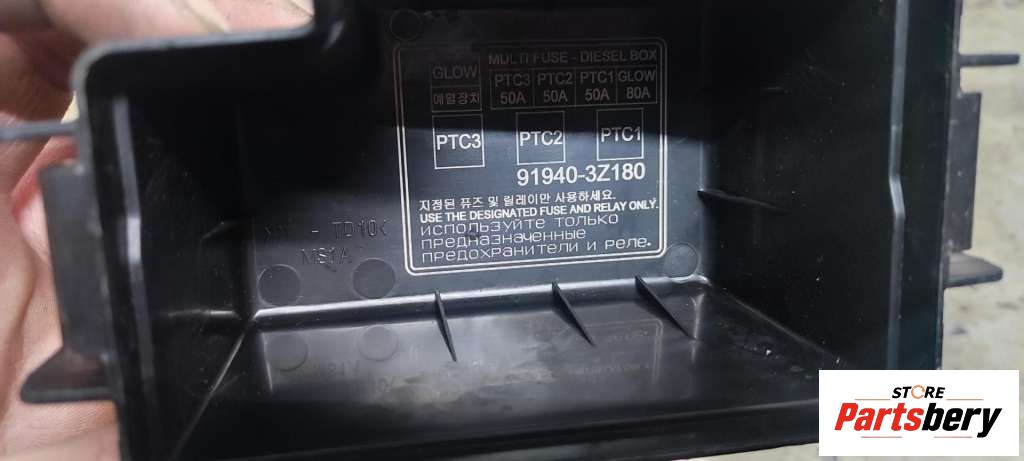 GLOW
예열장치
MULTI FUSE - DIESEL BOX
PTC3 PTC2 PTC1 GLOW
50A 50A 50A 80A
PTC3 PTC2 PTC1
91940-3Z180
지정된 퓨즈 및 릴레이만 사용하세요.
USE THE DESIGNATED FUSE AND RELAY ONLY.
используйте только
предназначенные
предохранители и реле.
TD10
STORE
Partsbery